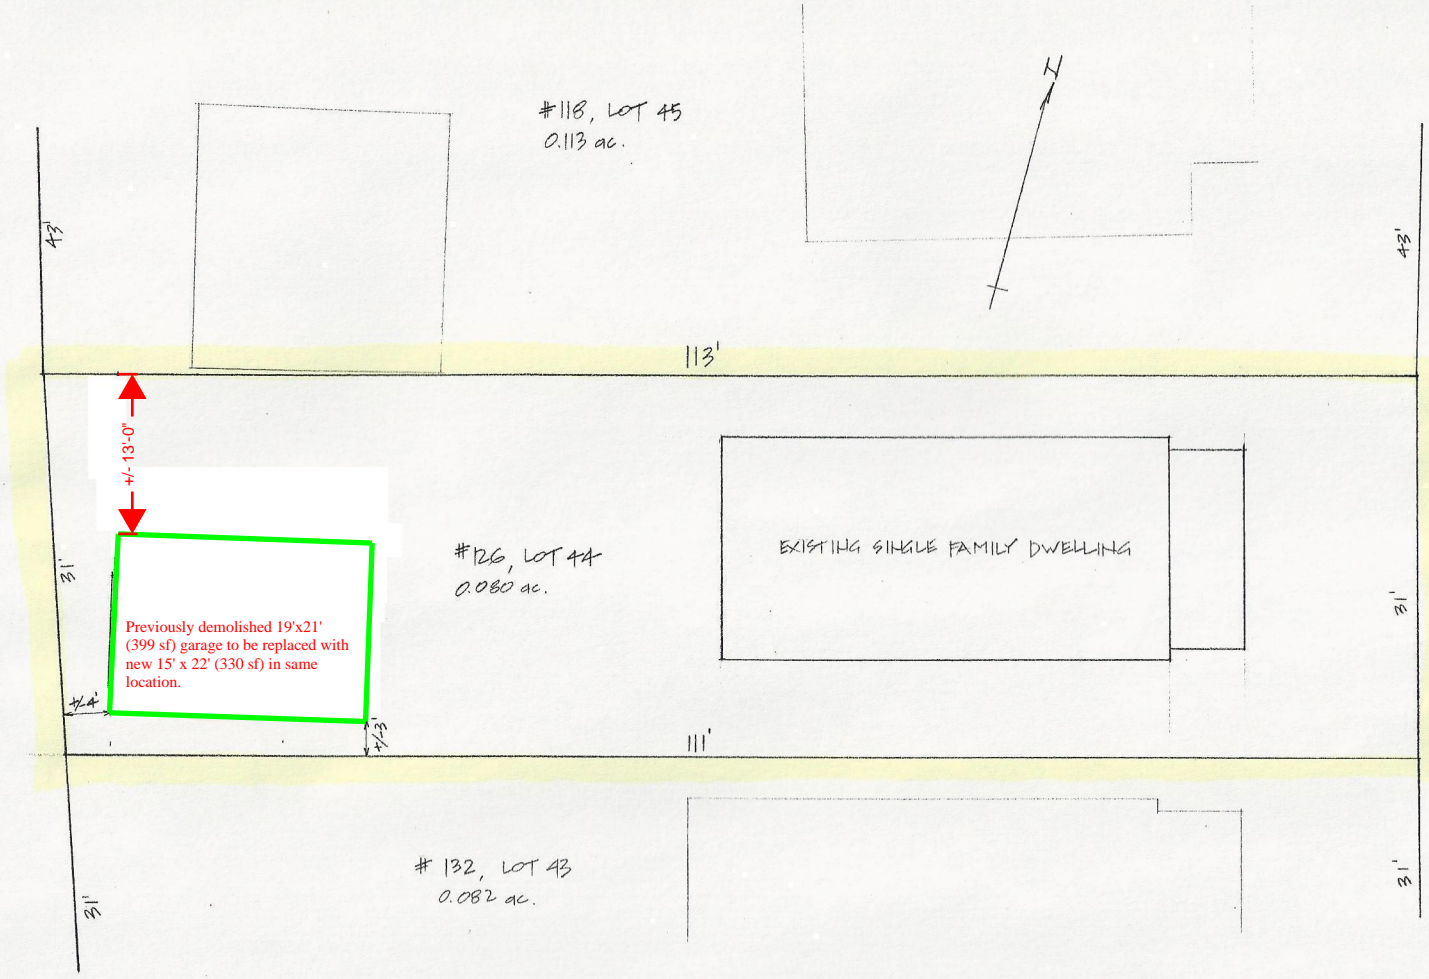 N
#118, LOT 45
0.113 ac.
43'
43'
113'
+/- 13'-0"
#126, LOT 44
0.080 ac.
EXISTING SINGLE FAMILY DWELLING
31'
31'
Previously demolished 19'x21'
(399 sf) garage to be replaced with
new 15' x 22' (330 sf) in same
location.
+/-4'
+/-3'
111'
# 132, LOT 43
0.082 ac.
31'
31'